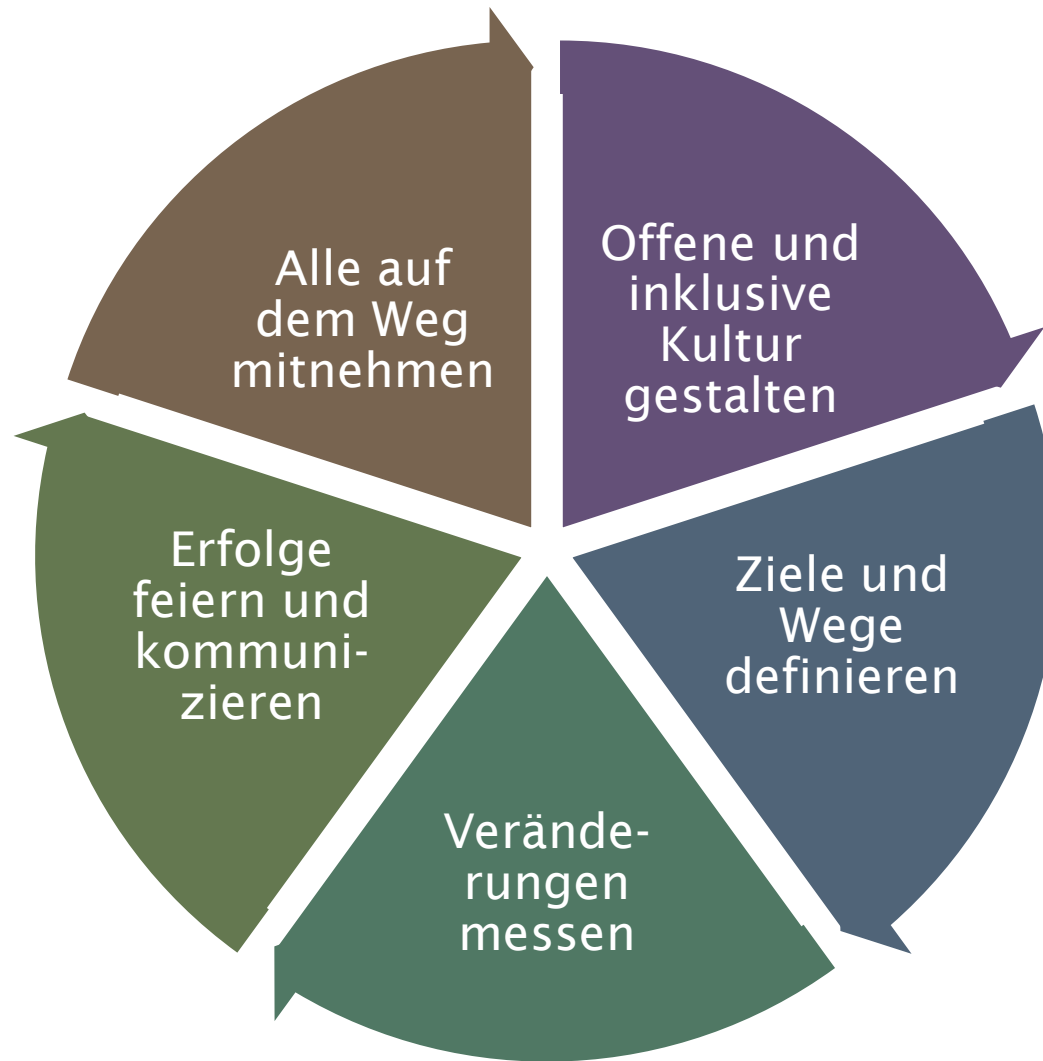 Offene und
inklusive
Kultur
gestalten
Ziele und
Wege
definieren
Verände-
rungen
messen
Erfolge
feiern und
kommuni-
zieren
Alle auf
dem Weg
mitnehmen